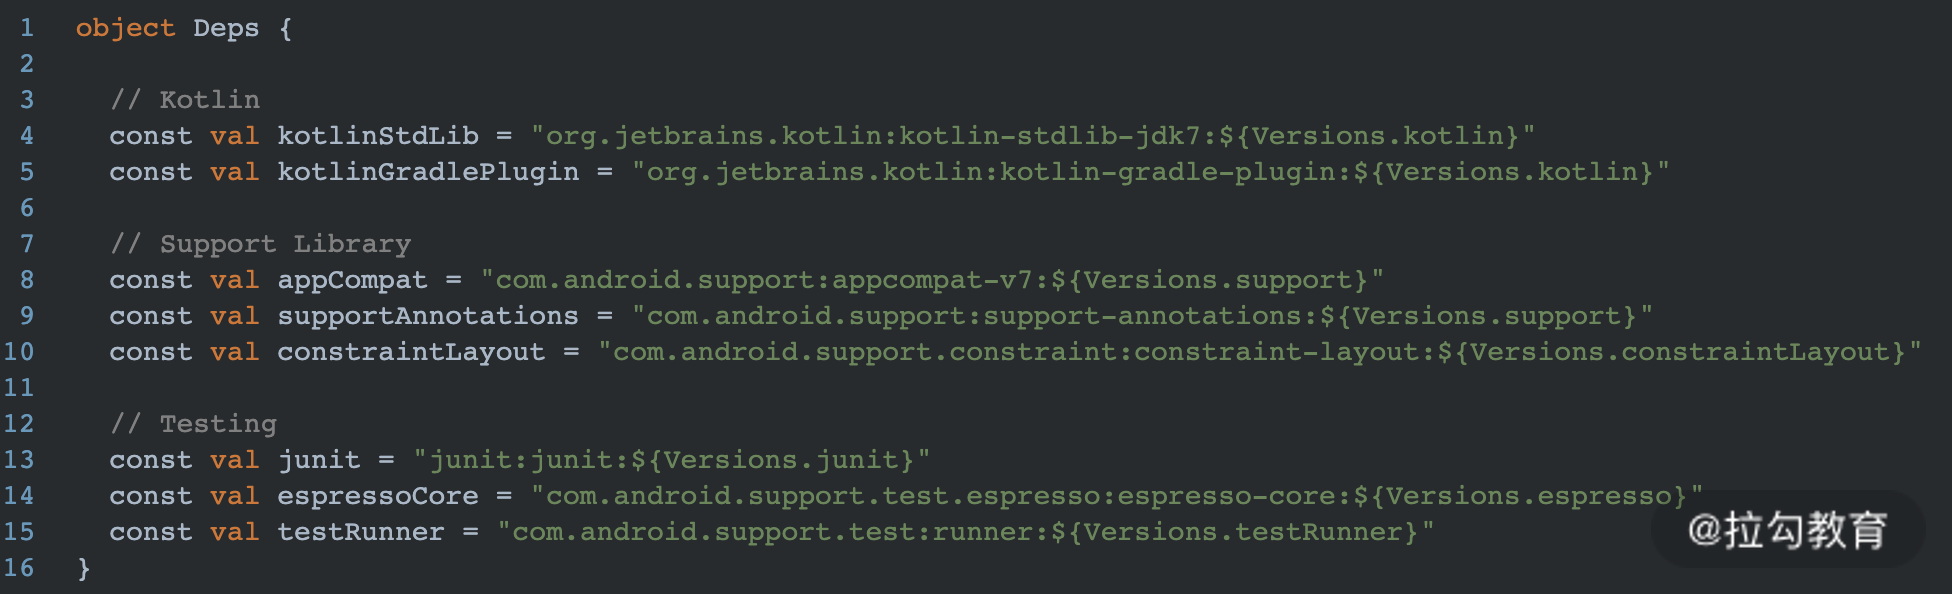 1 object Deps {
2
3 // Kotlin
4 const val kotlinStdLib = "org.jetbrains.kotlin:kotlin-stdlib-jdk7:${Versions.kotlin}"
5 const val kotlinGradlePlugin = "org.jetbrains.kotlin:kotlin-gradle-plugin:${Versions.kotlin}"
6
7 // Support Library
8 const val appCompat = "com.android.support:appcompat-v7:${Versions.support}"
9 const val supportAnnotations = "com.android.support:support-annotations:${Versions.support}"
10 const val constraintLayout = "com.android.support.constraint:constraint-layout:${Versions.constraintLayout}"
11
12 // Testing
13 const val junit = "junit:junit:${Versions.junit}"
14 const val espressoCore = "com.android.support.test.espresso:espresso-core:${Versions.espresso}"
15 const val testRunner = "com.android.support.test:runner:${Versions.testRunner}"
16 }
@拉勾教育